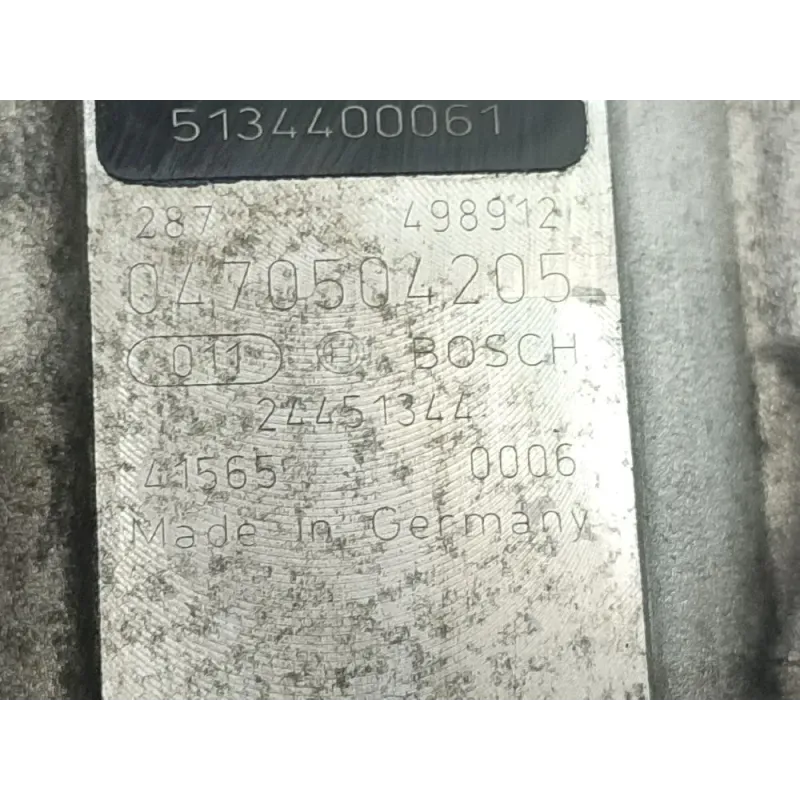 5134400061
287 498912
0470504205
011 BOSCH
24451344
41565 0006
Made in Germany